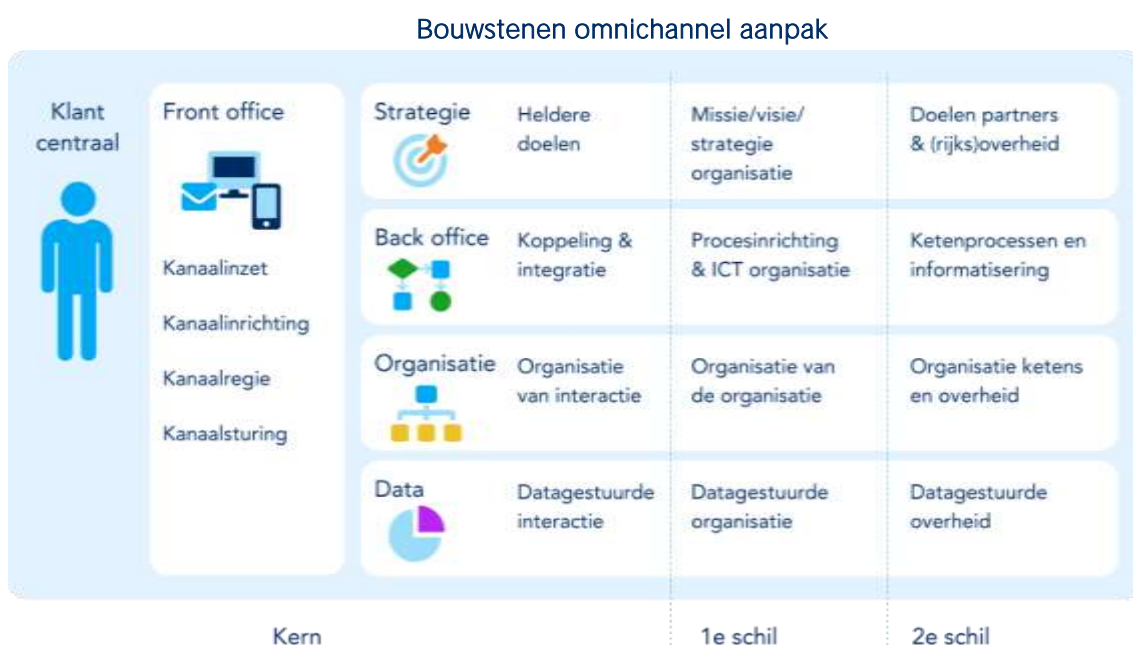 Bouwstenen omnichannel aanpak
Klant
centraal
Front office
Kanaalinzet
Kanaalinrichting
Kanaalregie
Kanaalsturing
Strategie
Heldere
doelen
Missie/visie/
strategie
organisatie
Doelen partners
& (rijks)overheid
Back office
Koppeling &
integratie
Procesinrichting
& ICT organisatie
Ketenprocessen en
informatisering
Organisatie
Organisatie
van interactie
Organisatie van
de organisatie
Organisatie ketens
en overheid
Data
Datagestuurde
interactie
Datagestuurde
organisatie
Datagestuurde
overheid
Kern
1e schil
2e schil